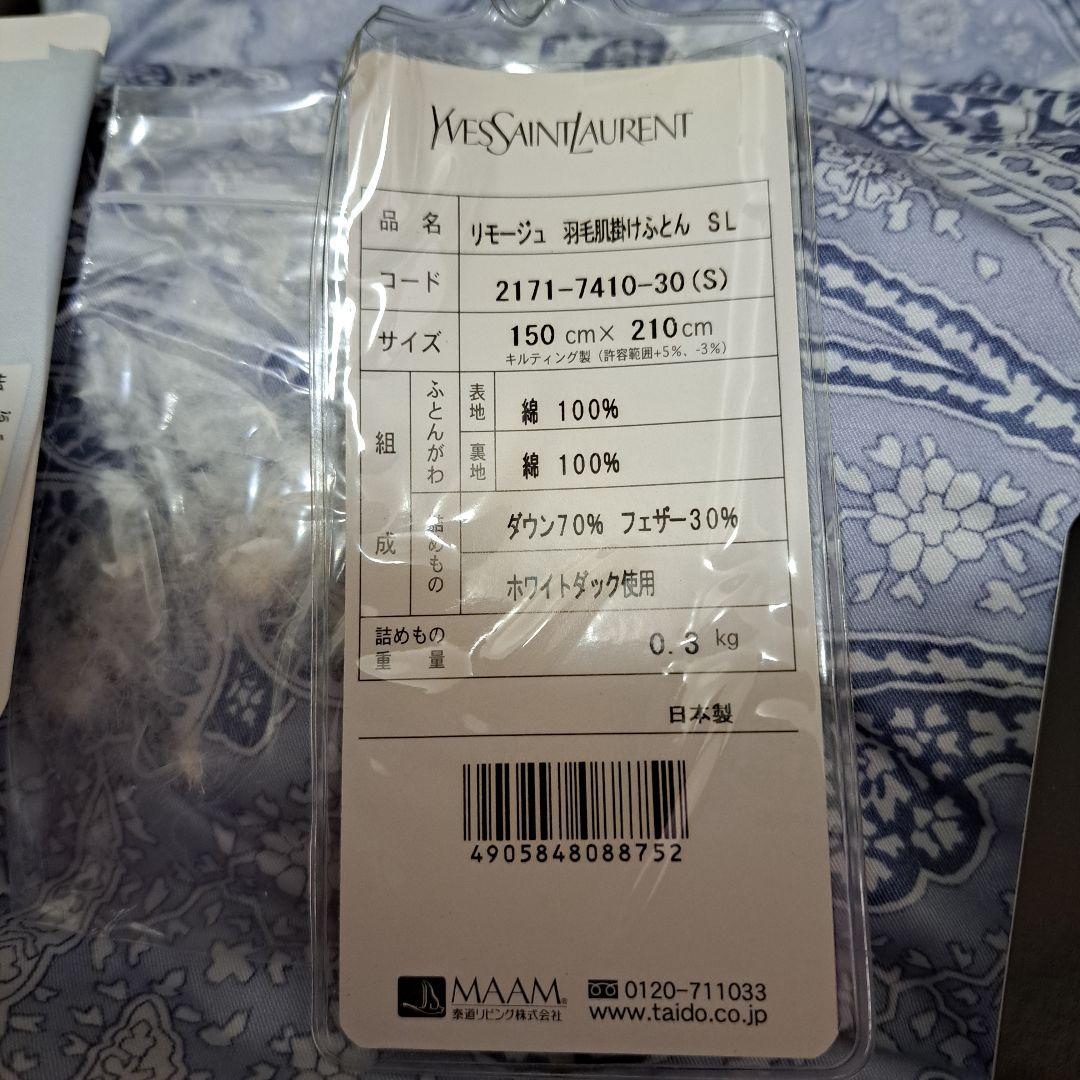 YVESSAINTLAURENT
品 名 リモージュ 羽毛肌掛けふとん SL
コード 2171-7410-30(S)
サイズ 150 cm× 210cm
キルティング製(許容範囲+5%、-3%)
組成 ふとんがわ 表地 綿 100%
裏地 綿 100%
詰めもの ダウン70% フェザー30%
ホワイトダック使用
詰めもの重量 0.3 kg
日本製
4905848088752
MAAM®
泰道リビング株式会社
0120-711033
www.taido.co.jp